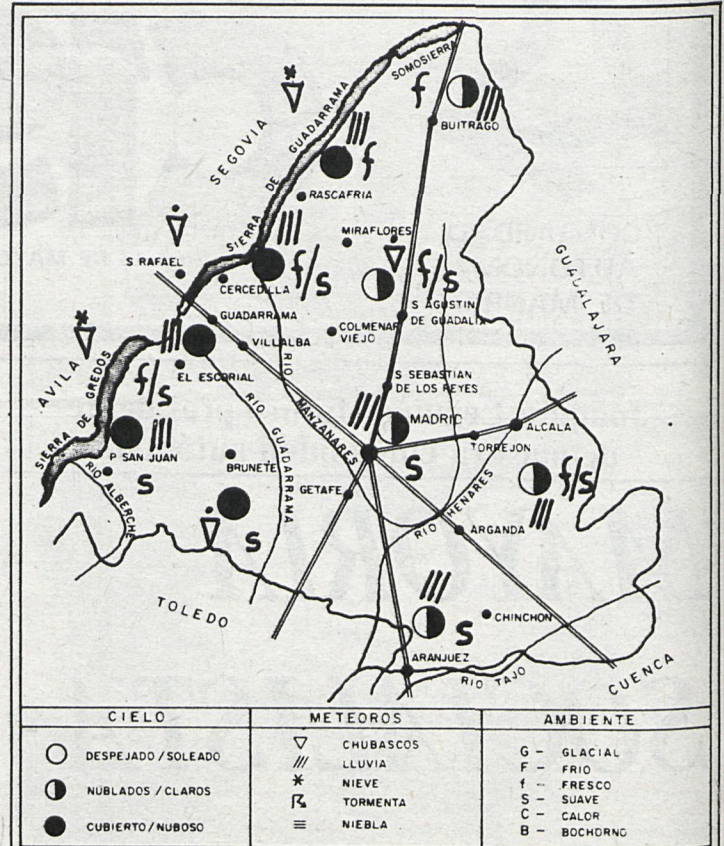 SOMOSIERRA
f
BUITRAGO
SEGOVIA
SIERRA DE GUADARRAMA
f
RASCAFRIA
MIRAFLORES
S RAFAEL
CERCEDILLA
f/s
f/s
S AGUSTIN
DE GUADALIX
GUADALAJARA
GUADARRAMA
VILLALBA
COLMENAR
VIEJO
EL ESCORIAL
f/s
S SEBASTIAN
DE LOS REYES
AVILA
SIERRA DE GREDOS
RIO MANZANARES
RIO GUADARRAMA
MADRID
ALCALA
TORREJON
P SAN JUAN
S
S
RIO ALBERCHE
BRUNETE
S
GETAFE
RIO HENARES
ARGANDA
f/s
TOLEDO
S
CHINCHON
ARANJUEZ
RIO TAJO
CUENCA
CIELO
DESPEJADO/SOLEADO
NUBLADOS/CLAROS
CUBIERTO/NUBOSO
METEOROS
CHUBASCOS
LLUVIA
NIEVE
TORMENTA
NIEBLA
AMBIENTE
G - GLACIAL
F - FRIO
f - FRESCO
S - SUAVE
C - CALOR
B - BOCHORNO